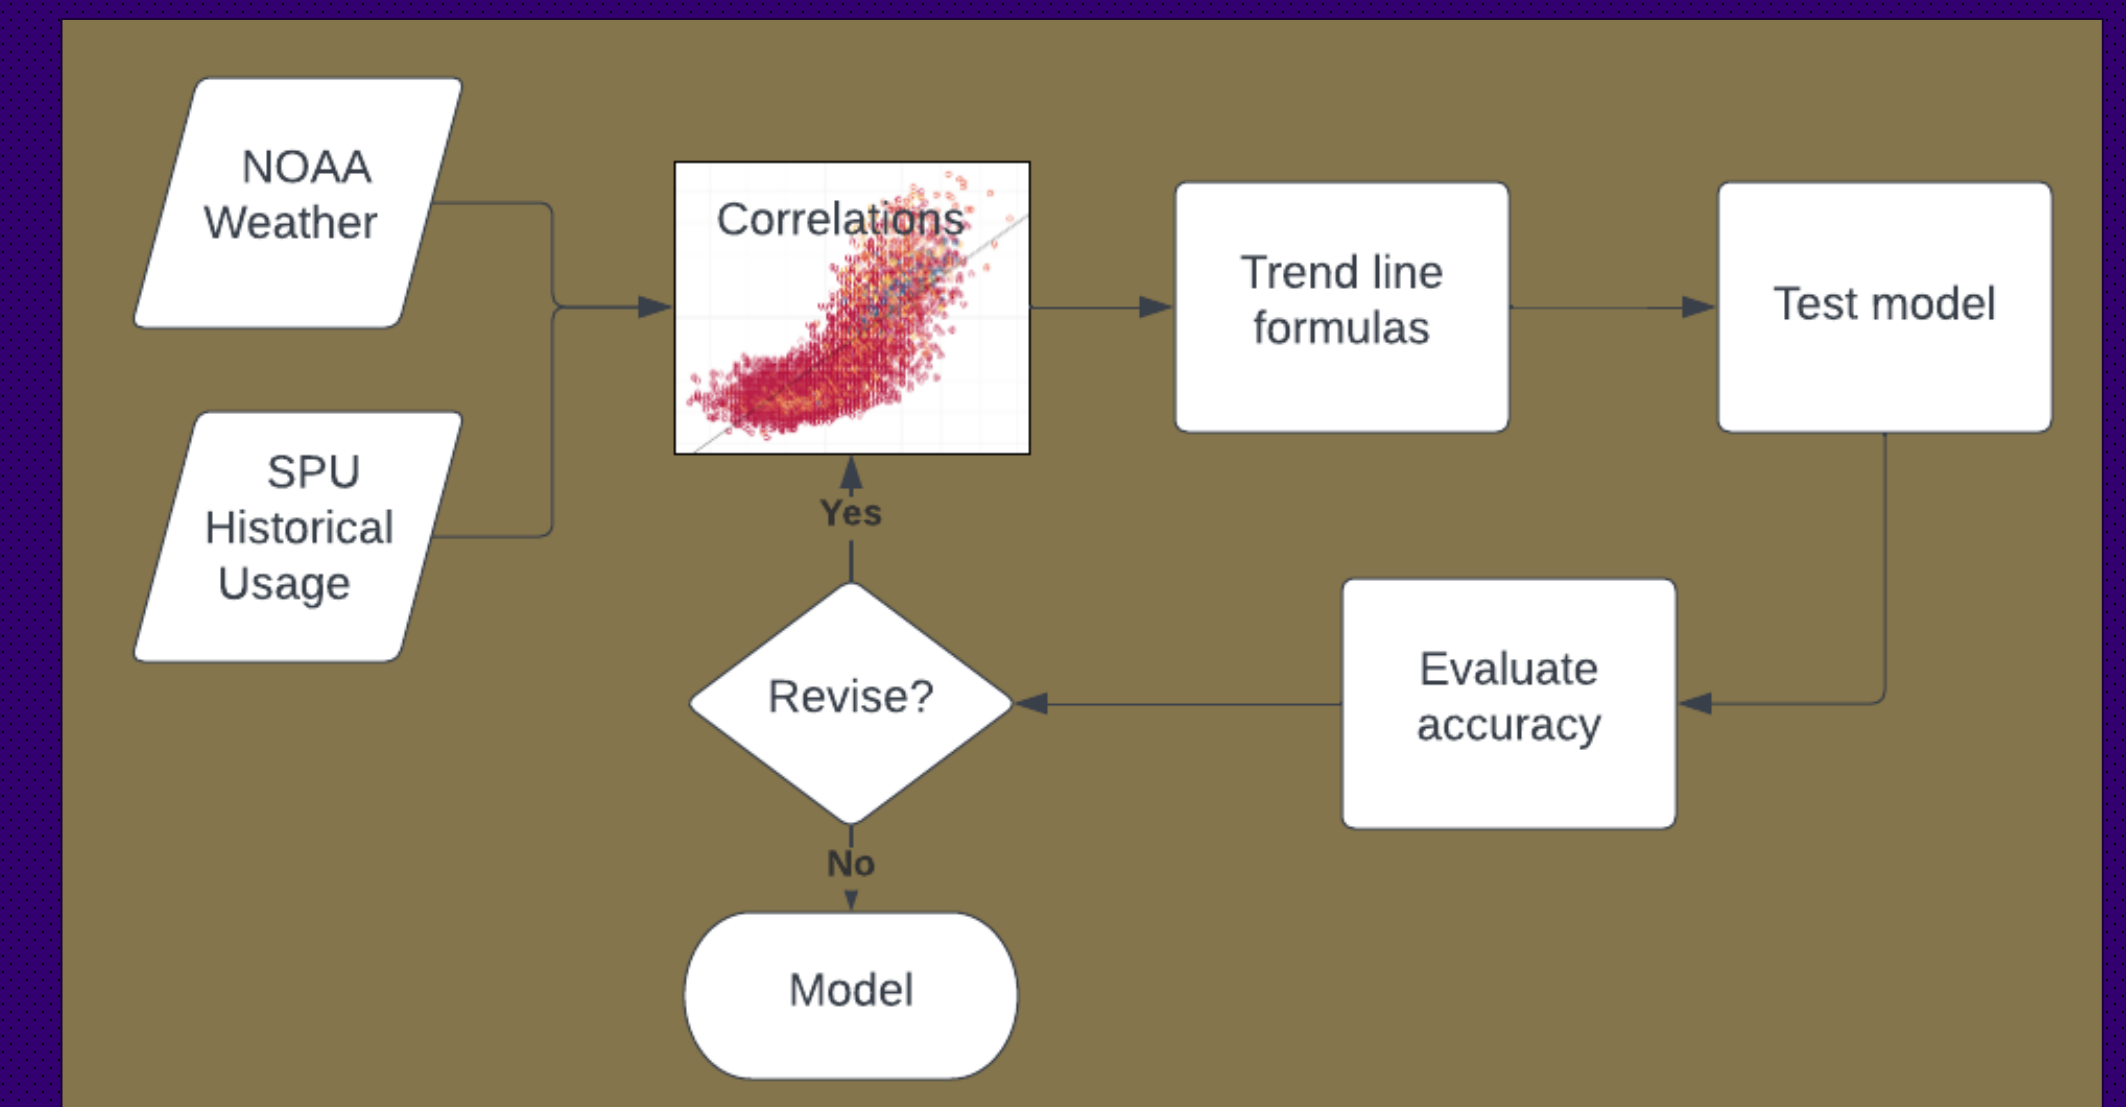 NOAA
Weather
SPU
Historical
Usage
Correlations
Trend line
formulas
Test model
Evaluate
accuracy
Revise?
Yes
No
Model